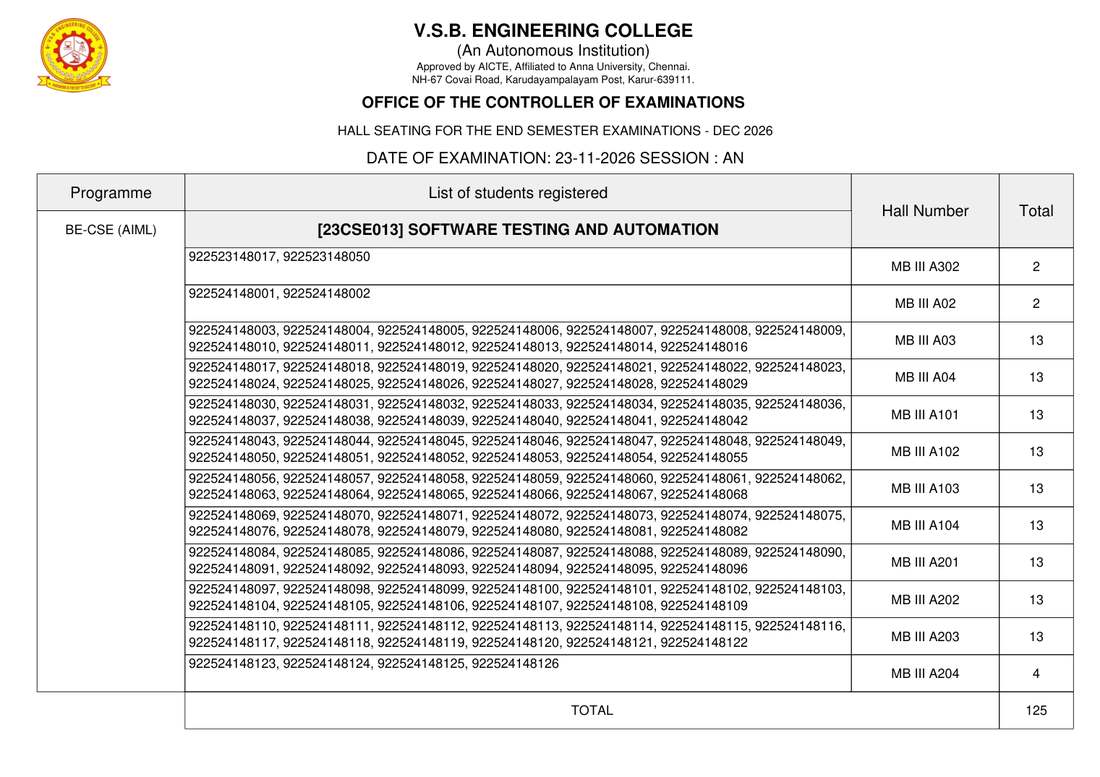 V.S.B. ENGINEERING COLLEGE
(An Autonomous Institution)
Approved by AICTE, Affiliated to Anna University, Chennai.
NH-67 Covai Road, Karudayampalayam Post, Karur-639111.
OFFICE OF THE CONTROLLER OF EXAMINATIONS
HALL SEATING FOR THE END SEMESTER EXAMINATIONS - DEC 2026
DATE OF EXAMINATION: 23-11-2026 SESSION : AN
Programme
List of students registered
Hall Number
Total
BE-CSE (AIML)
[23CSE013] SOFTWARE TESTING AND AUTOMATION
922523148017, 922523148050
MB III A302
2
922524148001, 922524148002
MB III A02
2
922524148003, 922524148004, 922524148005, 922524148006, 922524148007, 922524148008, 922524148009,
922524148010, 922524148011, 922524148012, 922524148013, 922524148014, 922524148016
MB III A03
13
922524148017, 922524148018, 922524148019, 922524148020, 922524148021, 922524148022, 922524148023,
922524148024, 922524148025, 922524148026, 922524148027, 922524148028, 922524148029
MB III A04
13
922524148030, 922524148031, 922524148032, 922524148033, 922524148034, 922524148035, 922524148036,
922524148037, 922524148038, 922524148039, 922524148040, 922524148041, 922524148042
MB III A101
13
922524148043, 922524148044, 922524148045, 922524148046, 922524148047, 922524148048, 922524148049,
922524148050, 922524148051, 922524148052, 922524148053, 922524148054, 922524148055
MB III A102
13
922524148056, 922524148057, 922524148058, 922524148059, 922524148060, 922524148061, 922524148062,
922524148063, 922524148064, 922524148065, 922524148066, 922524148067, 922524148068
MB III A103
13
922524148069, 922524148070, 922524148071, 922524148072, 922524148073, 922524148074, 922524148075,
922524148076, 922524148078, 922524148079, 922524148080, 922524148081, 922524148082
MB III A104
13
922524148084, 922524148085, 922524148086, 922524148087, 922524148088, 922524148089, 922524148090,
922524148091, 922524148092, 922524148093, 922524148094, 922524148095, 922524148096
MB III A201
13
922524148097, 922524148098, 922524148099, 922524148100, 922524148101, 922524148102, 922524148103,
922524148104, 922524148105, 922524148106, 922524148107, 922524148108, 922524148109
MB III A202
13
922524148110, 922524148111, 922524148112, 922524148113, 922524148114, 922524148115, 922524148116,
922524148117, 922524148118, 922524148119, 922524148120, 922524148121, 922524148122
MB III A203
13
922524148123, 922524148124, 922524148125, 922524148126
MB III A204
4
TOTAL
125